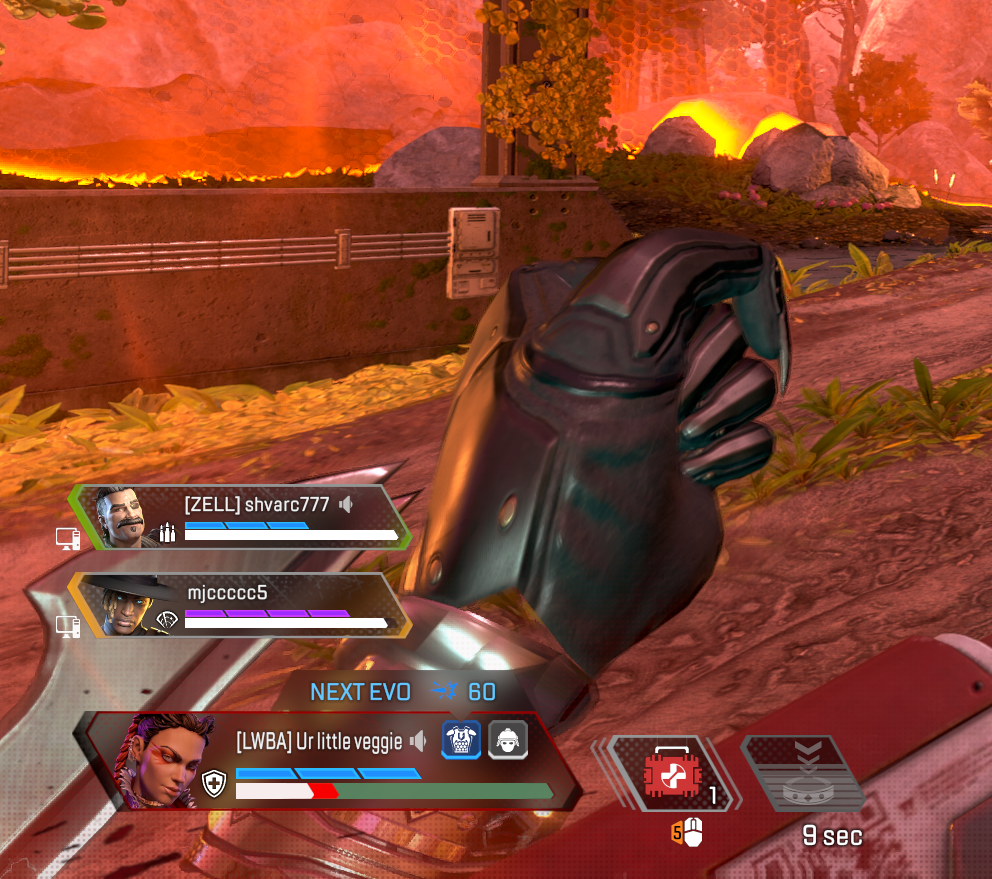 [ZELL] shvarc777
mjccccc5
NEXT EVO 60
[LWBA] Ur little veggie
1
5
9 sec